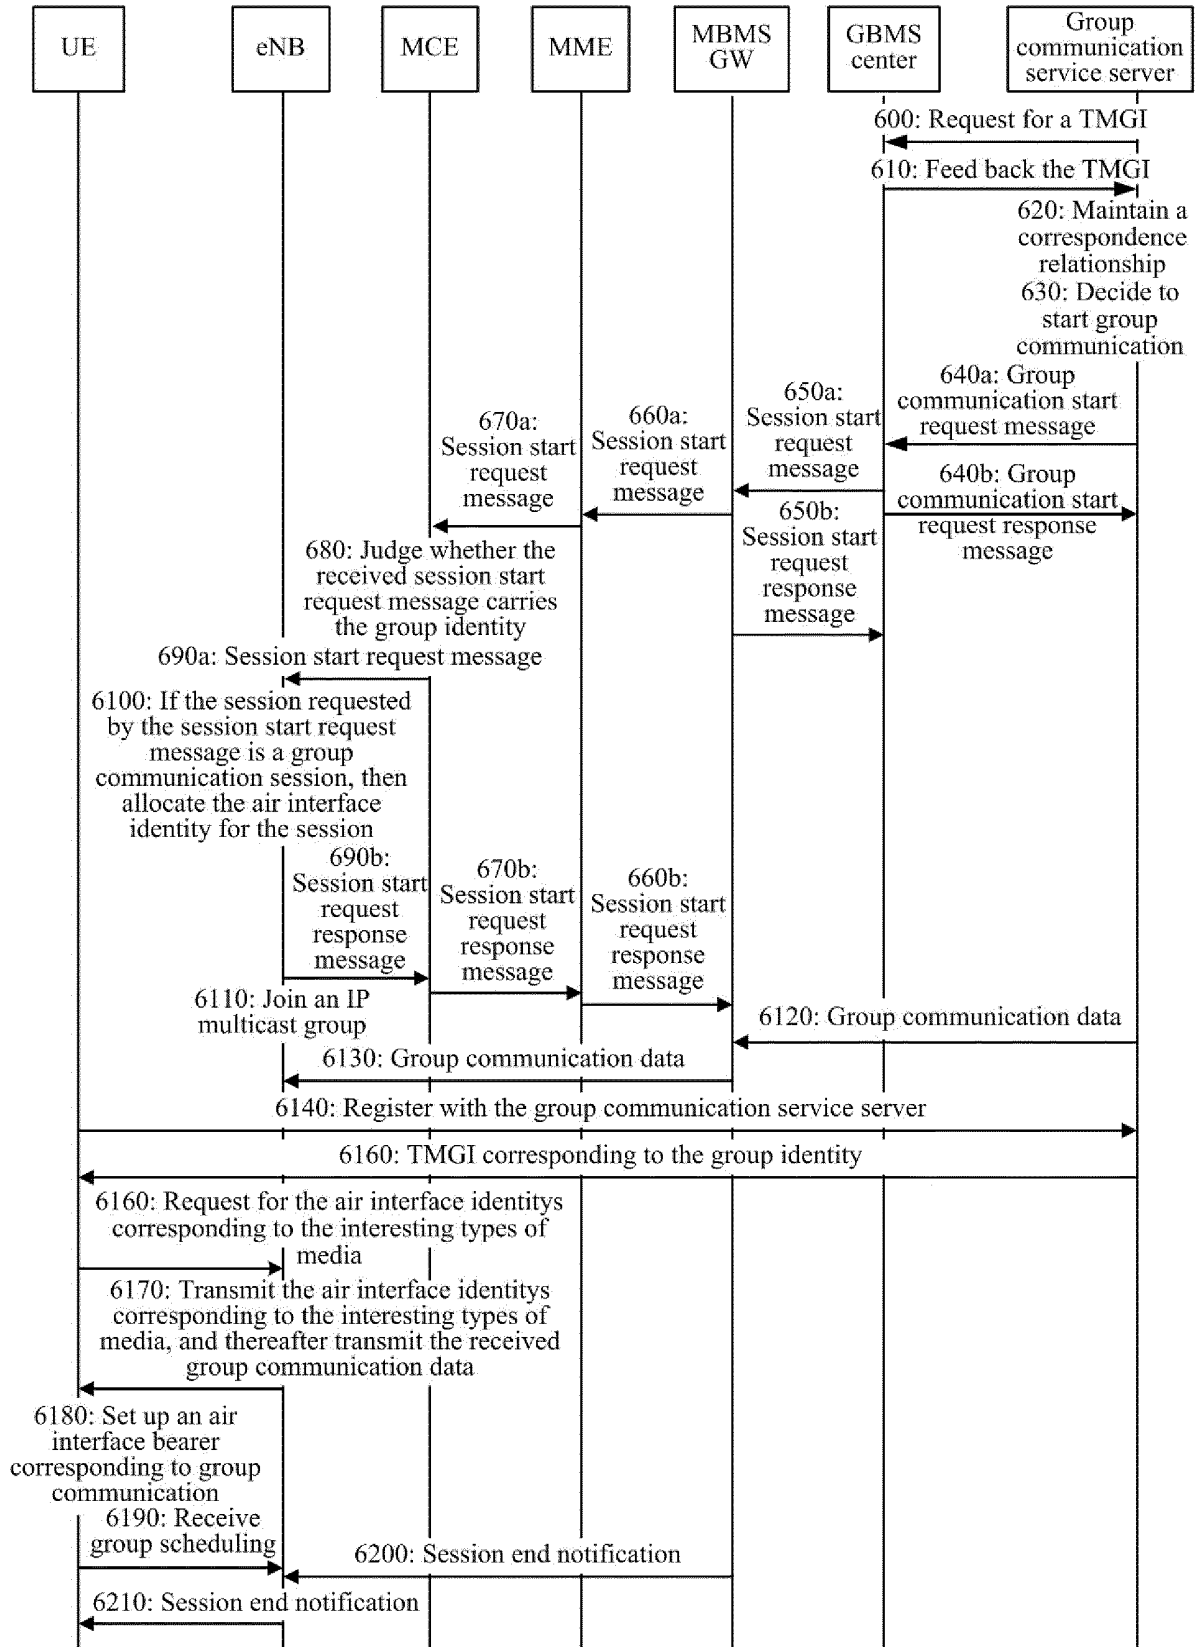 UE
eNB
MCE
MME
MBMS
GW
GBMS
center
Group
communication
service server
600: Request for a TMGI
610: Feed back the TMGI
620: Maintain a
correspondence
relationship
630: Decide to
start group
communication
640a: Group
communication start
request message
650a:
Session start
request
message
660a:
Session start
request
message
670a:
Session start
request
message
640b: Group
communication start
request response
message
650b:
Session start
request
response
message
680: Judge whether the
received session start
request message carries
the group identity
690a: Session start request message
6100: If the session requested
by the session start request
message is a group
communication session, then
allocate the air interface
identity for the session
690b:
Session start
request
response
message
670b:
Session start
request
response
message
660b:
Session start
request
response
message
6110: Join an IP
multicast group
6120: Group communication data
6130: Group communication data
6140: Register with the group communication service server
6160: TMGI corresponding to the group identity
6160: Request for the air interface identitys
corresponding to the interesting types of
media
6170: Transmit the air interface identitys
corresponding to the interesting types of
media, and thereafter transmit the received
group communication data
6180: Set up an air
interface bearer
corresponding to group
communication
6190: Receive
group scheduling
6200: Session end notification
6210: Session end notification